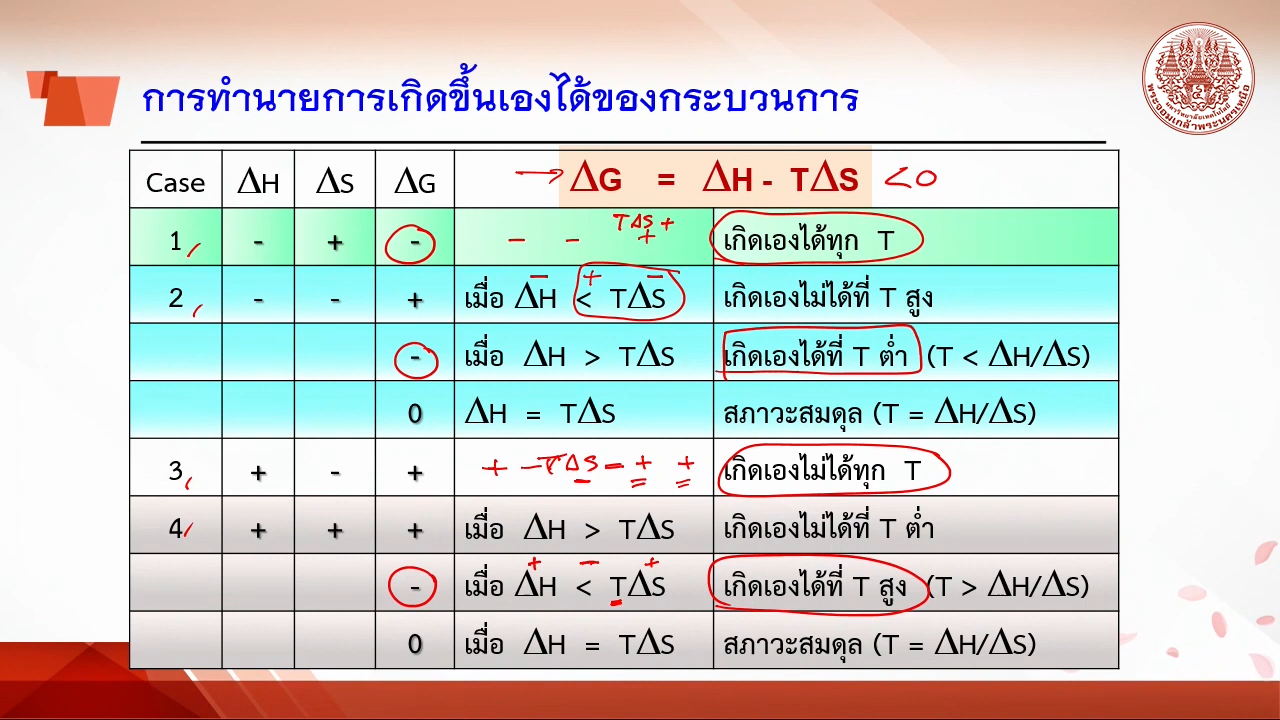 การทำนายการเกิดขึ้นเองได้ของกระบวนการ
Case ΔH ΔS ΔG → ΔG = ΔH - TΔS <0
TΔS +
1, - + - - - + เกิดเองได้ทุก T
- + -
2, - - + เมื่อ ΔH < TΔS เกิดเองไม่ได้ที่ T สูง
- เมื่อ ΔH > TΔS เกิดเองได้ที่ T ต่ำ (T < ΔH/ΔS)
0 ΔH = TΔS สภาวะสมดุล (T = ΔH/ΔS)
3, + - + + -TΔS = + + เกิดเองไม่ได้ทุก T
4, + + + เมื่อ ΔH > TΔS เกิดเองไม่ได้ที่ T ต่ำ
+ - +
- เมื่อ ΔH < TΔS เกิดเองได้ที่ T สูง (T > ΔH/ΔS)
0 เมื่อ ΔH = TΔS สภาวะสมดุล (T = ΔH/ΔS)